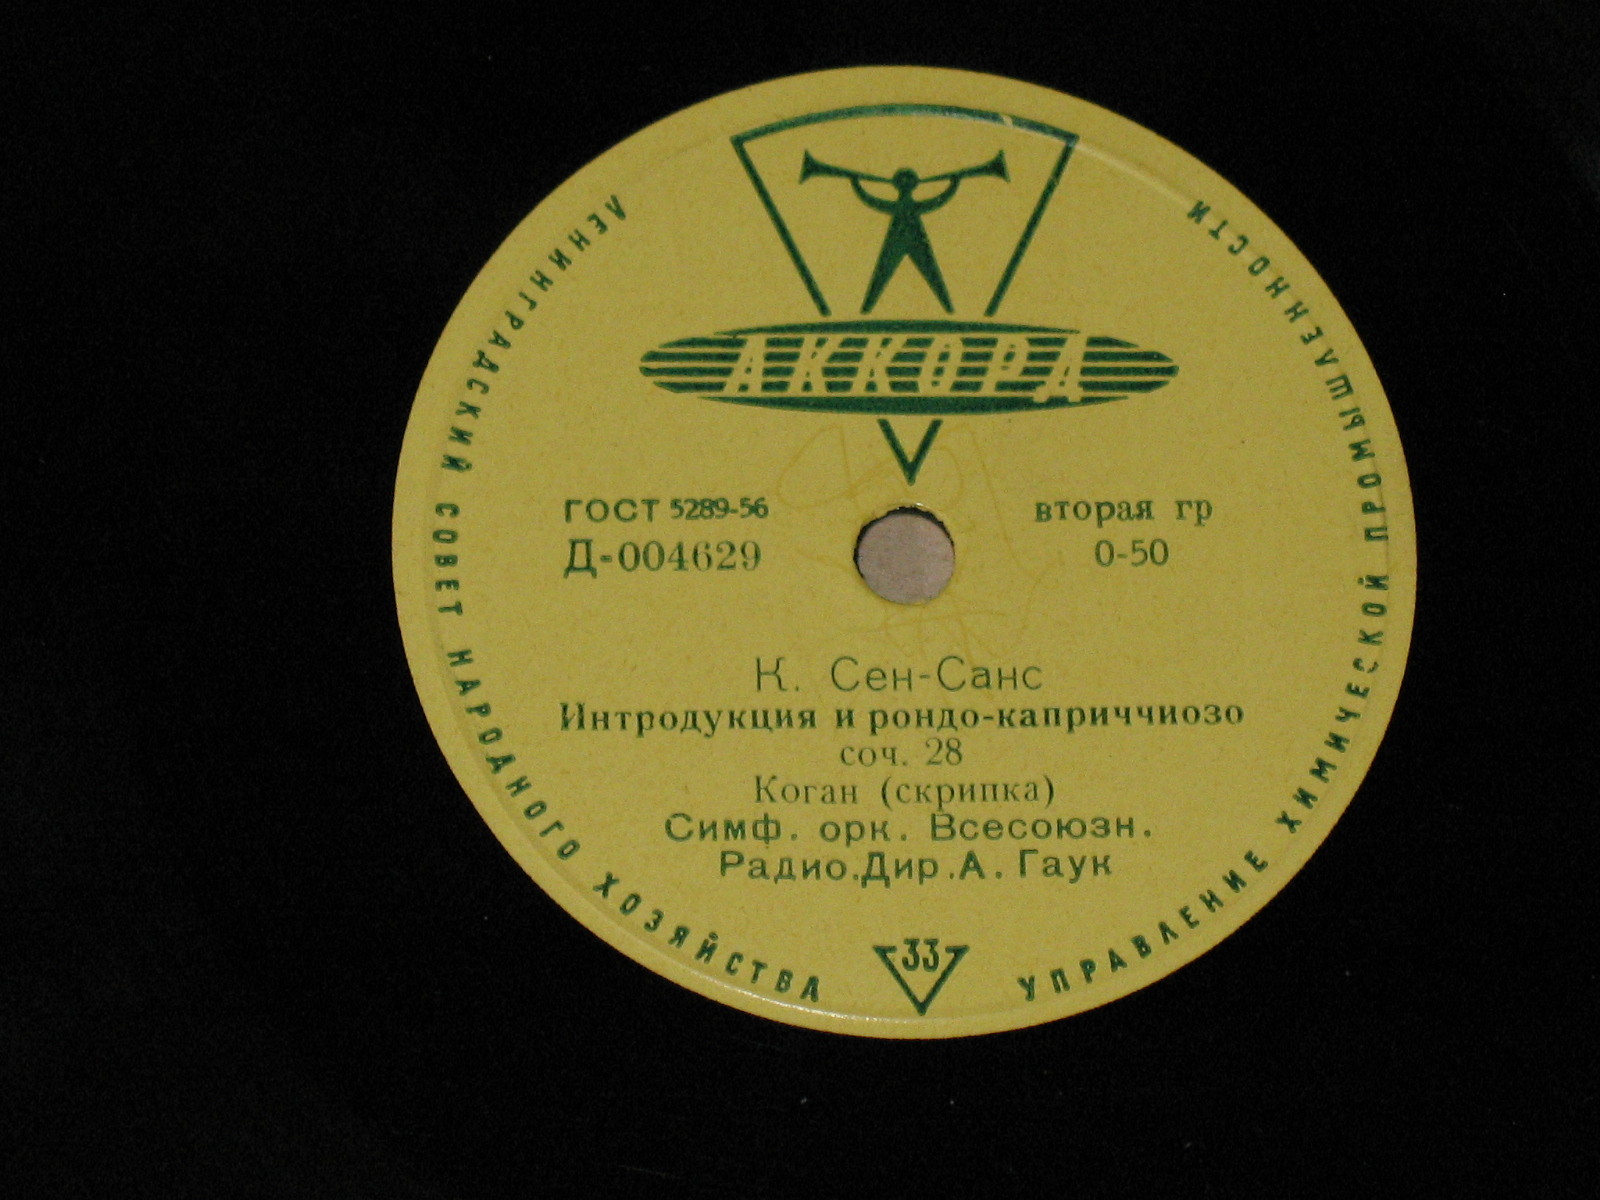 АККОРД
ГОСТ 5289-56
вторая гр
Д-004629
0-50
К. Сен-Санс
Интродукция и рондо-каприччиозо
соч. 28
Коган (скрипка)
Симф. орк. Всесоюзн.
Радио.Дир.А. Гаук
33
ЛЕНИНГРАДСКИЙ СОВЕТ НАРОДНОГО ХОЗЯЙСТВА
УПРАВЛЕНИЕ ХИМИЧЕСКОЙ ПРОМЫШЛЕННОСТИ